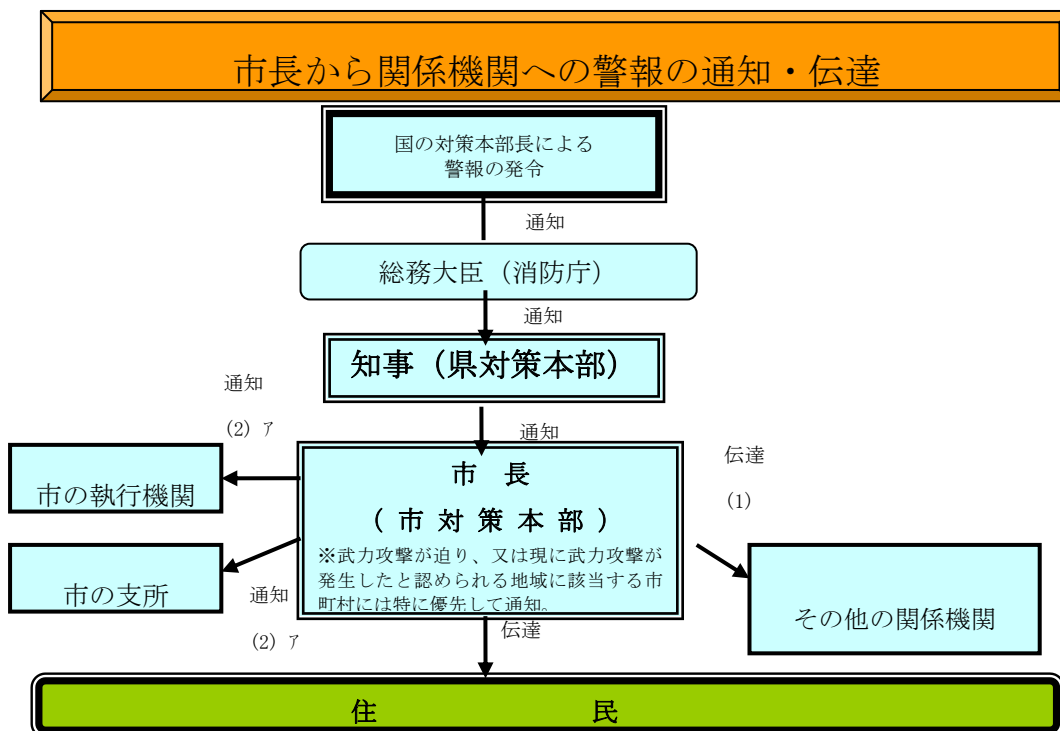 市長から関係機関への警報の通知・伝達
国の対策本部長による
警報の発令
通知
総務大臣（消防庁）
通知
知事（県対策本部）
通知
(2) ｱ
通知
伝達
(1)
市の執行機関
市　長
（ 市 対 策 本 部 ）
※武力攻撃が迫り、又は現に武力攻撃が
発生したと認められる地域に該当する市
町村には特に優先して通知。
市の支所
通知
(2) ｱ
その他の関係機関
伝達
住　　　　　　民